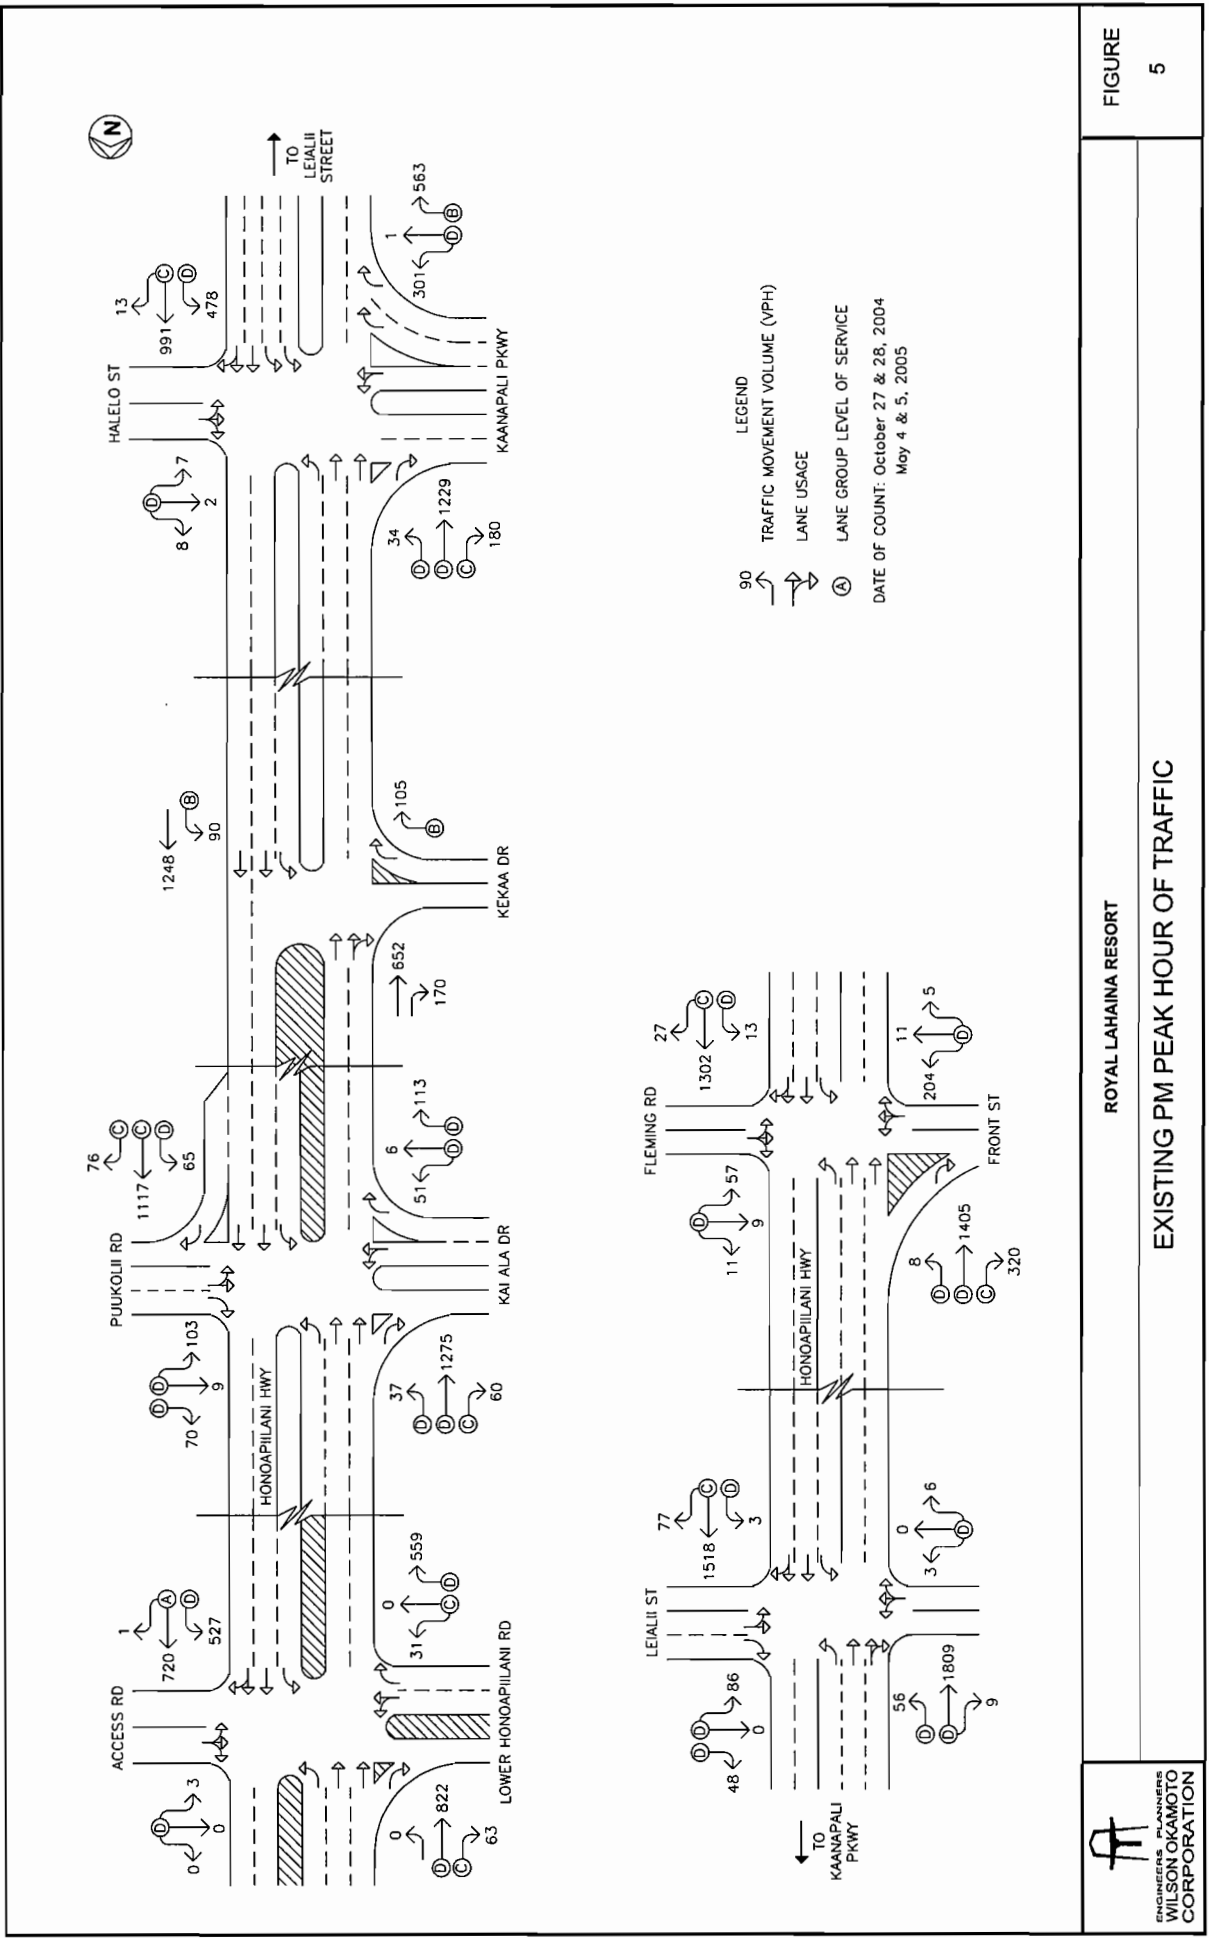 N
TO
LEIALII
STREET
HALELO ST
13
C
991
D
478
301
1
D
563
B
KAANAPALI PKWY
8
D
7
2
34
D
1229
D
C
180
1248
B
90
105
B
KEKAA DR
652
170
PUUKOLII RD
76
C
1117
C
D
65
51
6
D
113
D
KAI ALA DR
70
D
D
103
9
HONOAPIILANI HWY
37
D
1275
D
C
60
ACCESS RD
1
720
A
D
527
31
0
C
559
D
LOWER HONOAPIILANI RD
0
D
3
0
0
822
D
C
63
LEGEND
90
TRAFFIC MOVEMENT VOLUME (VPH)
LANE USAGE
A
LANE GROUP LEVEL OF SERVICE
DATE OF COUNT: October 27 & 28, 2004
May 4 & 5, 2005
FLEMING RD
27
1302
C
D
13
204
11
D
5
FRONT ST
11
D
57
9
HONOAPIILANI HWY
8
D
1405
D
C
320
LEIALII ST
77
1518
C
D
3
3
0
D
6
48
D
D
86
0
56
D
1809
D
9
TO
KAANAPALI
PKWY
ENGINEERS PLANNERS
WILSON OKAMOTO
CORPORATION
ROYAL LAHAINA RESORT
EXISTING PM PEAK HOUR OF TRAFFIC
FIGURE
5